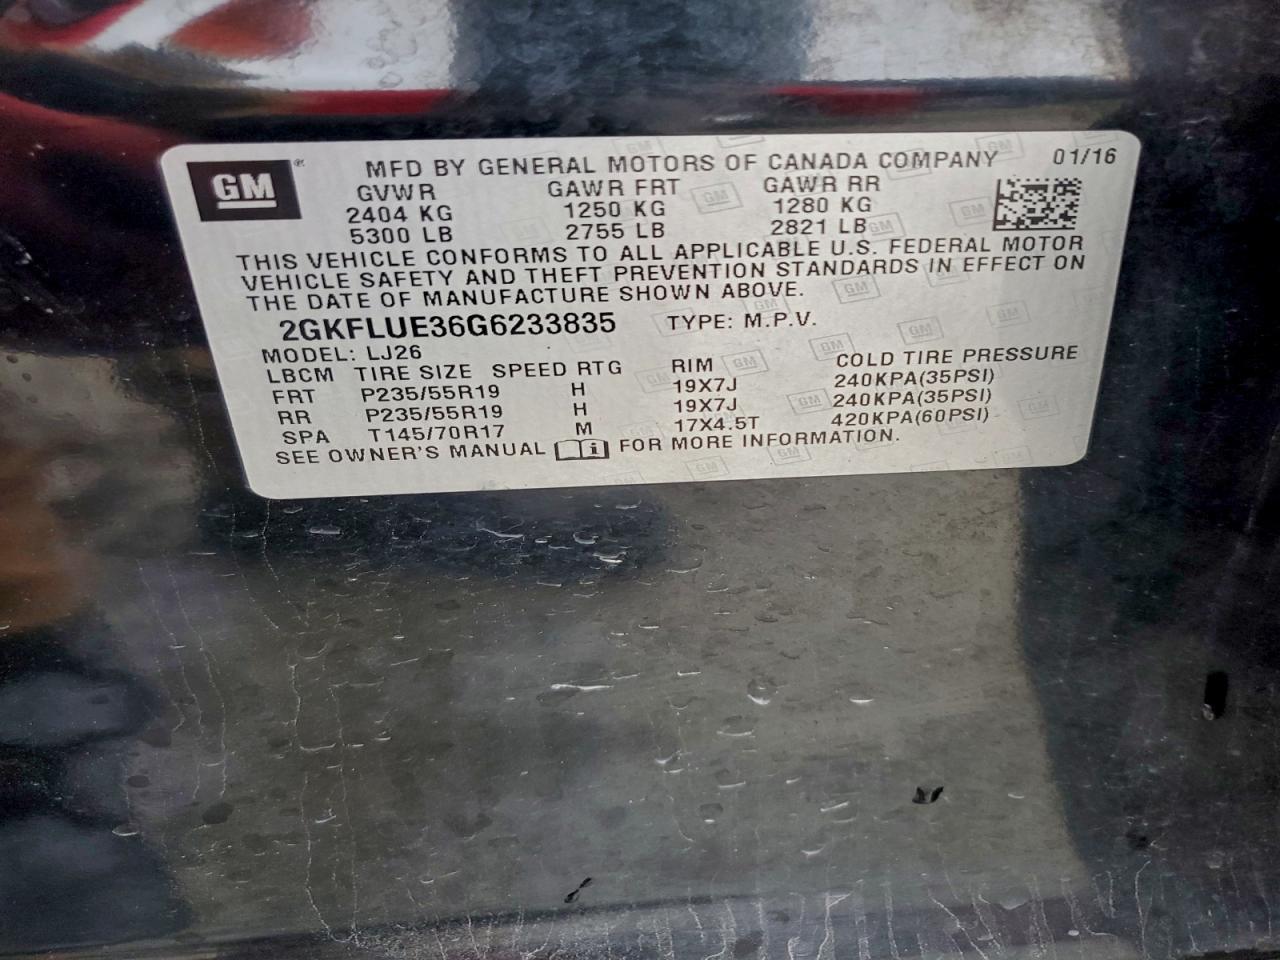 GM® MFD BY GENERAL MOTORS OF CANADA COMPANY 01/16
GVWR GAWR FRT GAWR RR
2404 KG 1250 KG 1280 KG
5300 LB 2755 LB 2821 LB
THIS VEHICLE CONFORMS TO ALL APPLICABLE U.S. FEDERAL MOTOR
VEHICLE SAFETY AND THEFT PREVENTION STANDARDS IN EFFECT ON
THE DATE OF MANUFACTURE SHOWN ABOVE.
2GKFLUE36G6233835 TYPE: M.P.V.
MODEL: LJ26
LBCM TIRE SIZE SPEED RTG RIM COLD TIRE PRESSURE
FRT P235/55R19 H 19X7J 240KPA(35PSI)
RR P235/55R19 H 19X7J 240KPA(35PSI)
SPA T145/70R17 M 17X4.5T 420KPA(60PSI)
SEE OWNER'S MANUAL i FOR MORE INFORMATION.